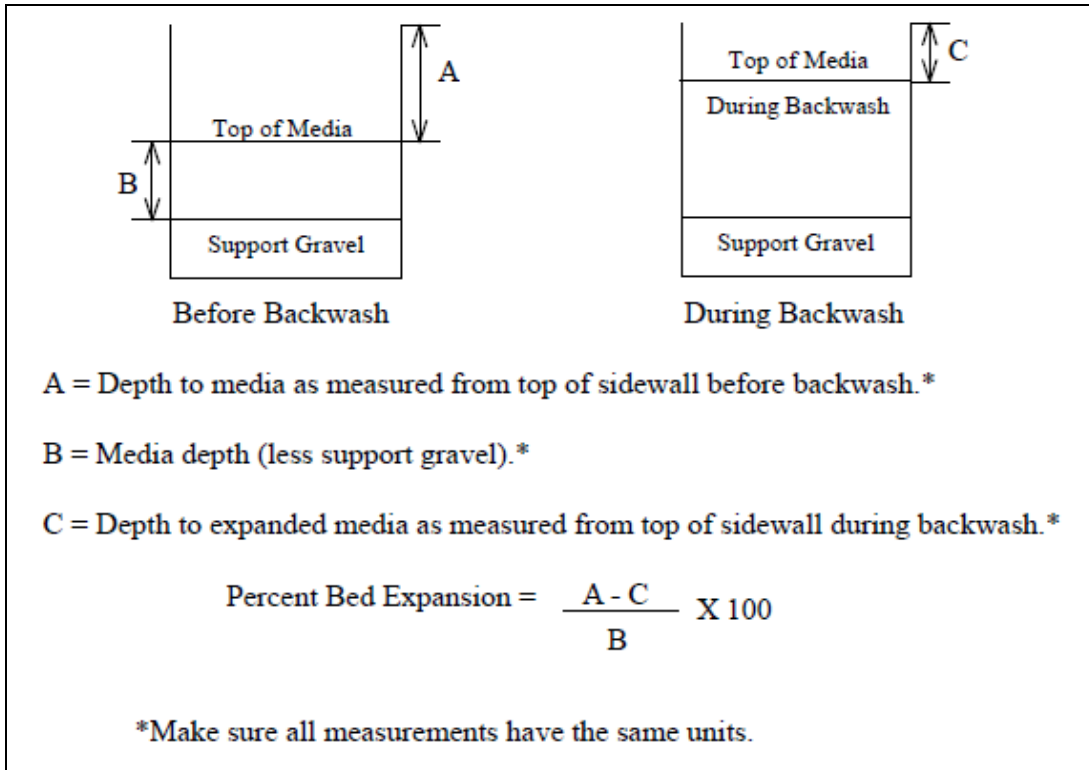 A
Top of Media
B
Support Gravel
Before Backwash
C
Top of Media
During Backwash
Support Gravel
During Backwash
A = Depth to media as measured from top of sidewall before backwash.*
B = Media depth (less support gravel).*
C = Depth to expanded media as measured from top of sidewall during backwash.*
Percent Bed Expansion = A - C X 100
B
*Make sure all measurements have the same units.